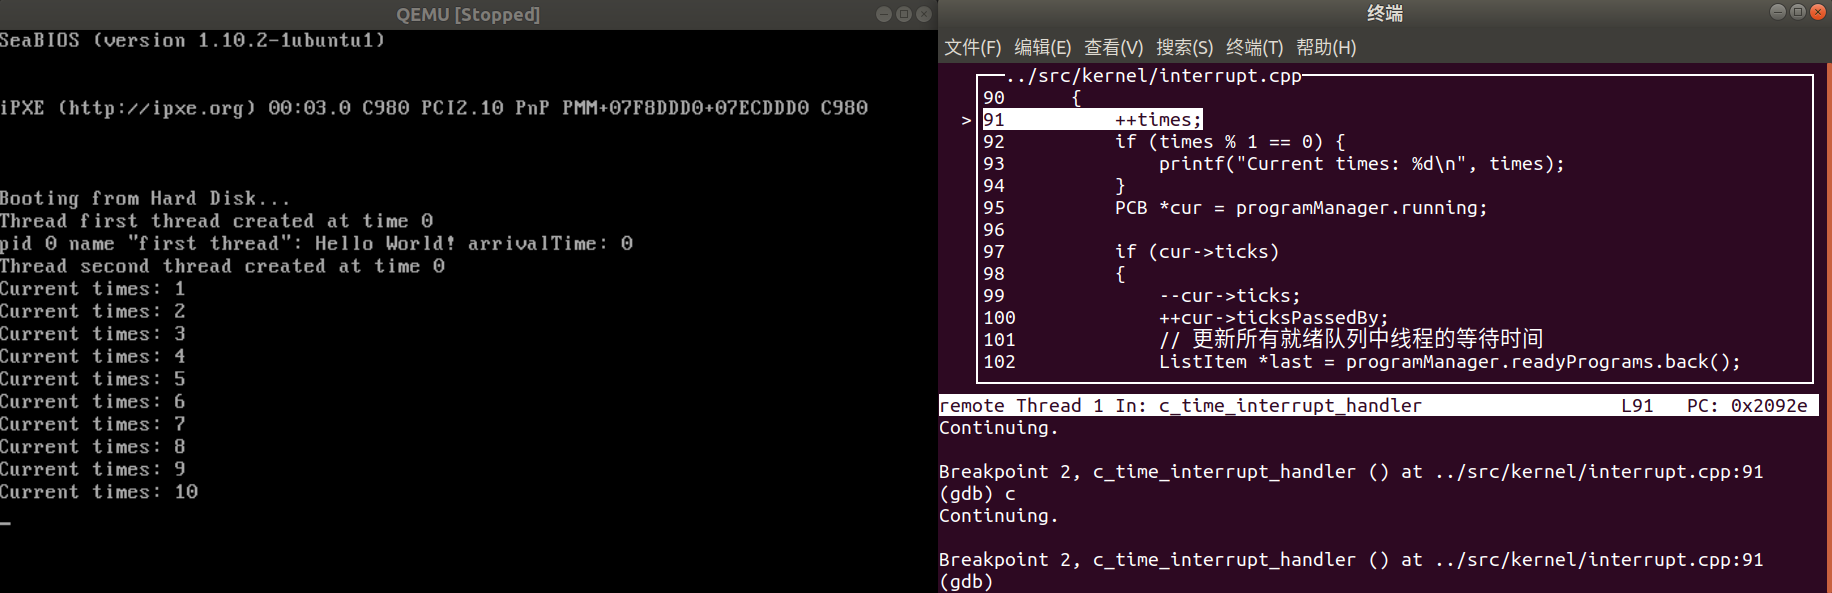 QEMU [Stopped]
SeaBIOS (version 1.10.2-1ubuntu1)
iPXE (http://ipxe.org) 00:03.0 C980 PCI2.10 PnP PMM+07F8DDD0+07ECDDD0 C980
Booting from Hard Disk...
Thread first thread created at time 0
pid 0 name "first thread": Hello World! arrivalTime: 0
Thread second thread created at time 0
Current times: 1
Current times: 2
Current times: 3
Current times: 4
Current times: 5
Current times: 6
Current times: 7
Current times: 8
Current times: 9
Current times: 10
终端
文件(F) 编辑(E) 查看(V) 搜索(S) 终端(T) 帮助(H)
../src/kernel/interrupt.cpp
90      {
> 91          ++times;
92          if (times % 1 == 0) {
93              printf("Current times: %d\n", times);
94          }
95          PCB *cur = programManager.running;
96
97          if (cur->ticks)
98          {
99              --cur->ticks;
100             ++cur->ticksPassedBy;
101             // 更新所有就绪队列中线程的等待时间
102             ListItem *last = programManager.readyPrograms.back();
remote Thread 1 In: c_time_interrupt_handler L91 PC: 0x2092e
Continuing.
Breakpoint 2, c_time_interrupt_handler () at ../src/kernel/interrupt.cpp:91
(gdb) c
Continuing.
Breakpoint 2, c_time_interrupt_handler () at ../src/kernel/interrupt.cpp:91
(gdb)